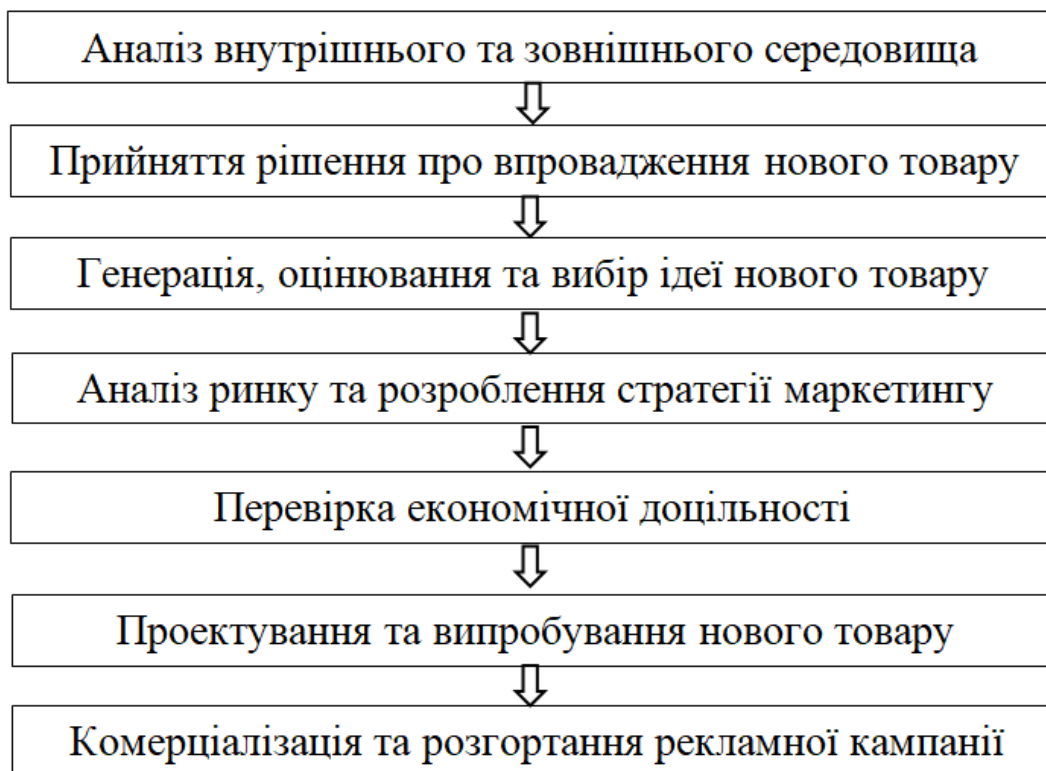 Аналіз внутрішнього та зовнішнього середовища
Прийняття рішення про впровадження нового товару
Генерація, оцінювання та вибір ідеї нового товару
Аналіз ринку та розроблення стратегії маркетингу
Перевірка економічної доцільності
Проектування та випробування нового товару
Комерціалізація та розгортання рекламної кампанії